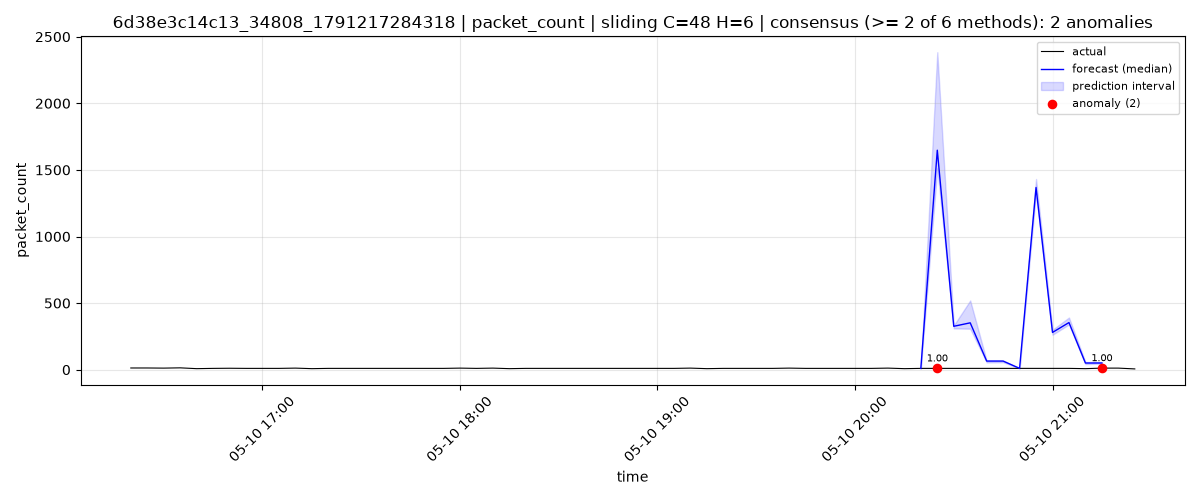 6d38e3c14c13_34808_1791217284318 | packet_count | sliding C=48 H=6 | consensus (>= 2 of 6 methods): 2 anomalies
2500
2000
1500
1000
500
0
packet_count
actual
forecast (median)
prediction interval
anomaly (2)
1.00
1.00
05-10 17:00
05-10 18:00
05-10 19:00
05-10 20:00
05-10 21:00
time